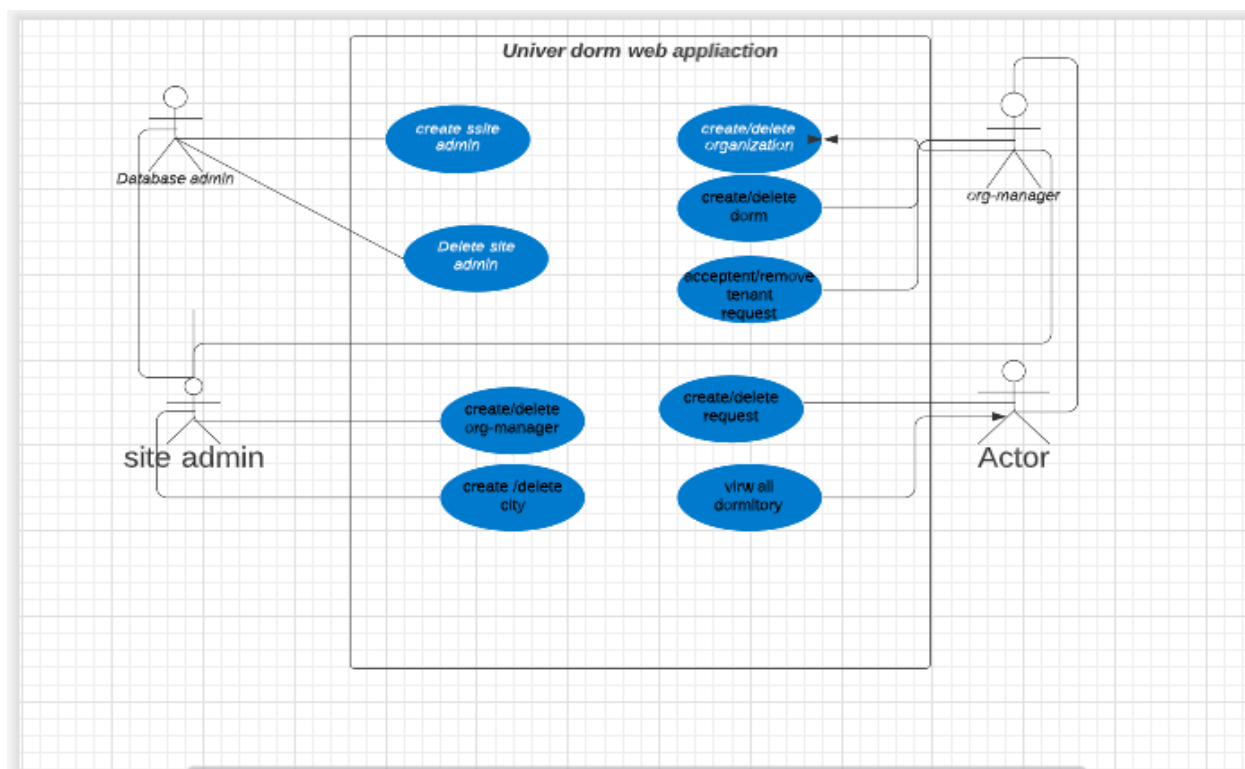 Univer dorm web appliaction
create ssite
admin
create/delete
organization
Database admin
create/delete
dorm
org-manager
Delete site
admin
acceptent/remove
tenant
request
create/delete
org-manager
create/delete
request
site admin
Actor
create /delete
city
virw all
dormitory